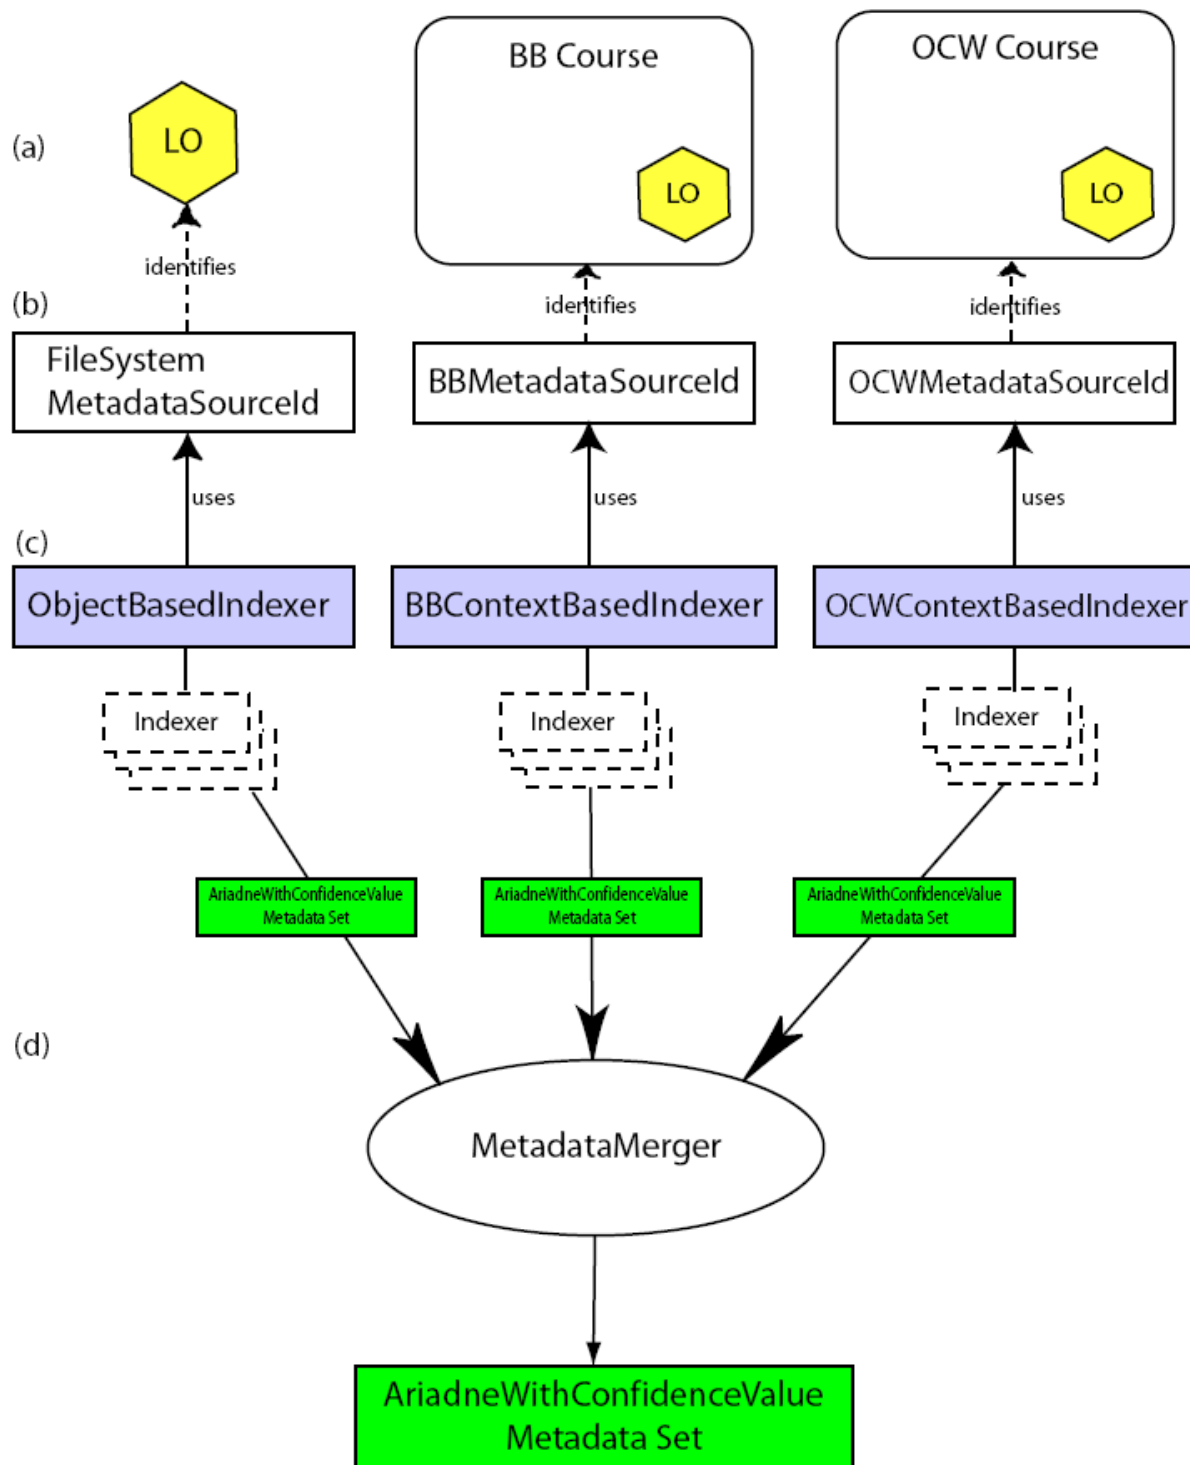 BB Course
OCW Course
(a)
LO
LO
LO
identifies
identifies
identifies
(b)
FileSystem
MetadataSourceId
BBMetadataSourceId
OCWMetadataSourceId
uses
uses
uses
(c)
ObjectBasedIndexer
BBContextBasedIndexer
OCWContextBasedIndexer
Indexer
Indexer
Indexer
AriadneWithConfidenceValue
Metadata Set
AriadneWithConfidenceValue
Metadata Set
AriadneWithConfidenceValue
Metadata Set
(d)
MetadataMerger
AriadneWithConfidenceValue
Metadata Set